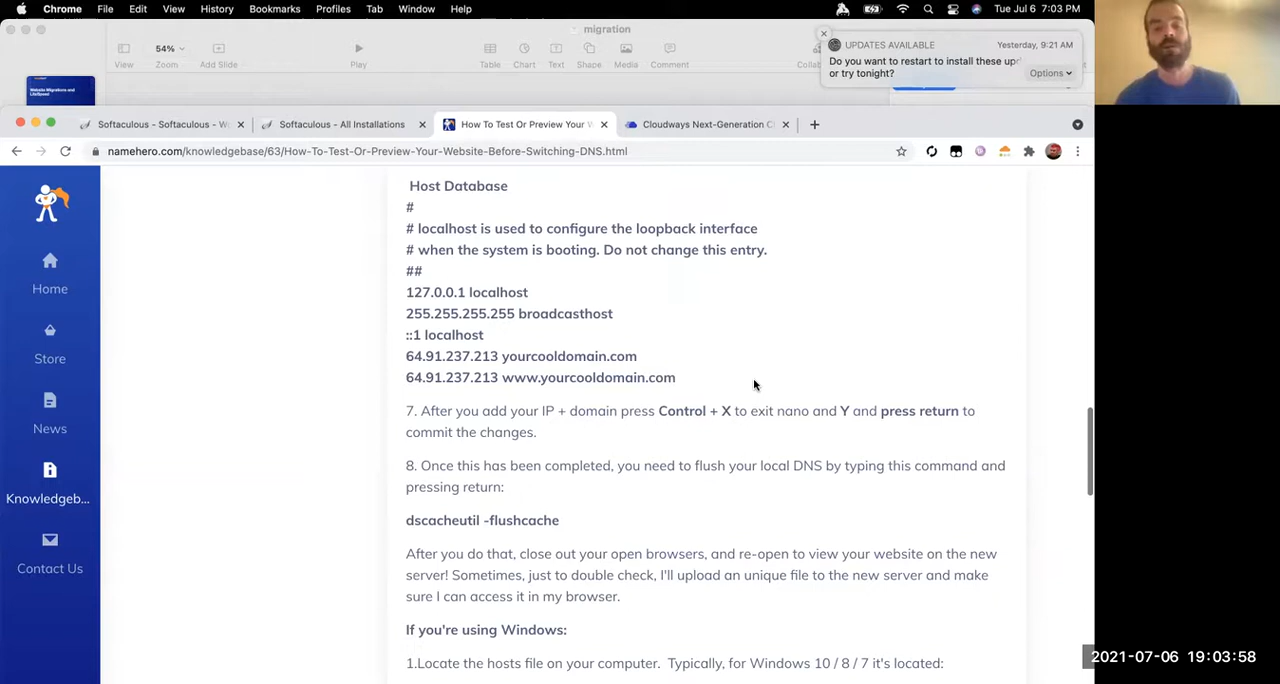 Chrome File Edit View History Bookmarks Profiles Tab Window Help
Tue Jul 6 7:03 PM
migration
54%
View Zoom Add Slide Play Table Chart Text Shape Media Comment
UPDATES AVAILABLE Yesterday, 9:21 AM
Do you want to restart to install these
or try tonight? Options
Website Migrations and
Softaculous - Softaculous - W
Softaculous - All Installations
How To Test Or Preview Your
Cloudways Next-Generation C
namehero.com/knowledgebase/63/How-To-Test-Or-Preview-Your-Website-Before-Switching-DNS.html
Home
Store
News
Knowledgeb...
Contact Us
Host Database
#
# localhost is used to configure the loopback interface
# when the system is booting. Do not change this entry.
##
127.0.0.1 localhost
255.255.255.255 broadcasthost
::1 localhost
64.91.237.213 yourcooldomain.com
64.91.237.213 www.yourcooldomain.com
7. After you add your IP + domain press Control + X to exit nano and Y and press return to
commit the changes.
8. Once this has been completed, you need to flush your local DNS by typing this command and
pressing return:
dscacheutil -flushcache
After you do that, close out your open browsers, and re-open to view your website on the new
server! Sometimes, just to double check, I'll upload an unique file to the new server and make
sure I can access it in my browser.
If you're using Windows:
1.Locate the hosts file on your computer. Typically, for Windows 10 / 8 / 7 it's located:
2021-07-06 19:03:58